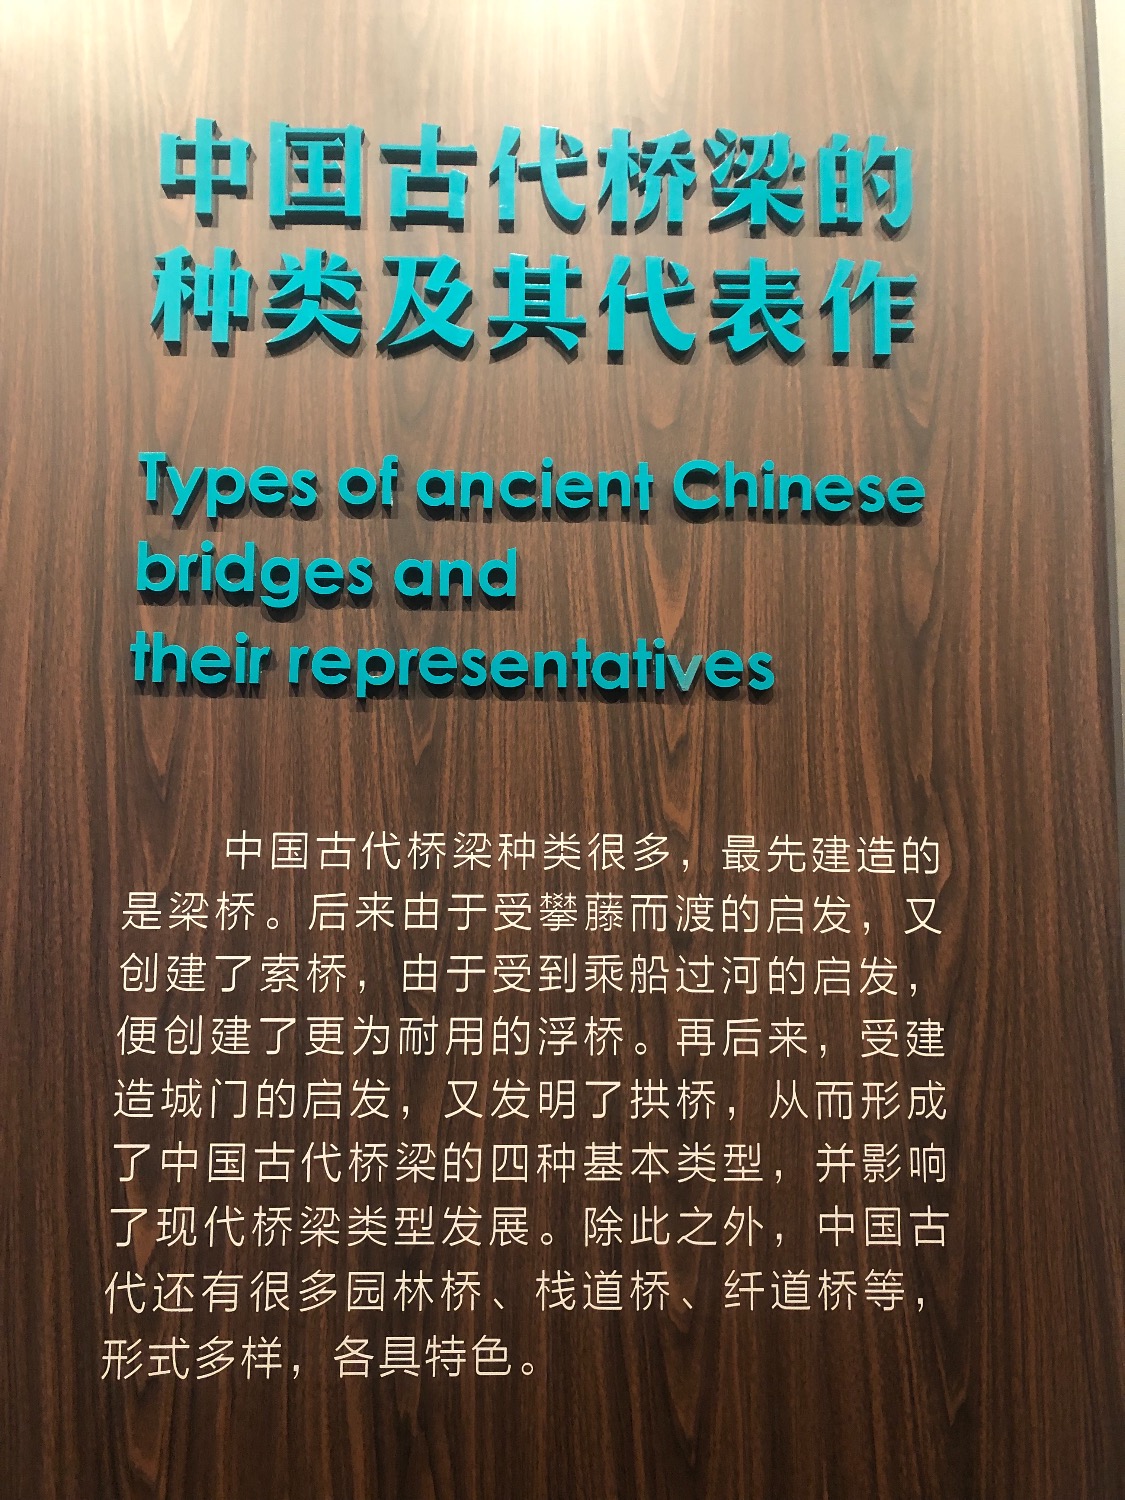 中国古代桥梁的
种类及其代表作
Types of ancient Chinese
bridges and
their representatives
中国古代桥梁种类很多，最先建造的
是梁桥。后来由于受攀藤而渡的启发，又
创建了索桥，由于受到乘船过河的启发，
便创建了更为耐用的浮桥。再后来，受建
造城门的启发，又发明了拱桥，从而形成
了中国古代桥梁的四种基本类型，并影响
了现代桥梁类型发展。除此之外，中国古
代还有很多园林桥、栈道桥、纤道桥等，
形式多样，各具特色。